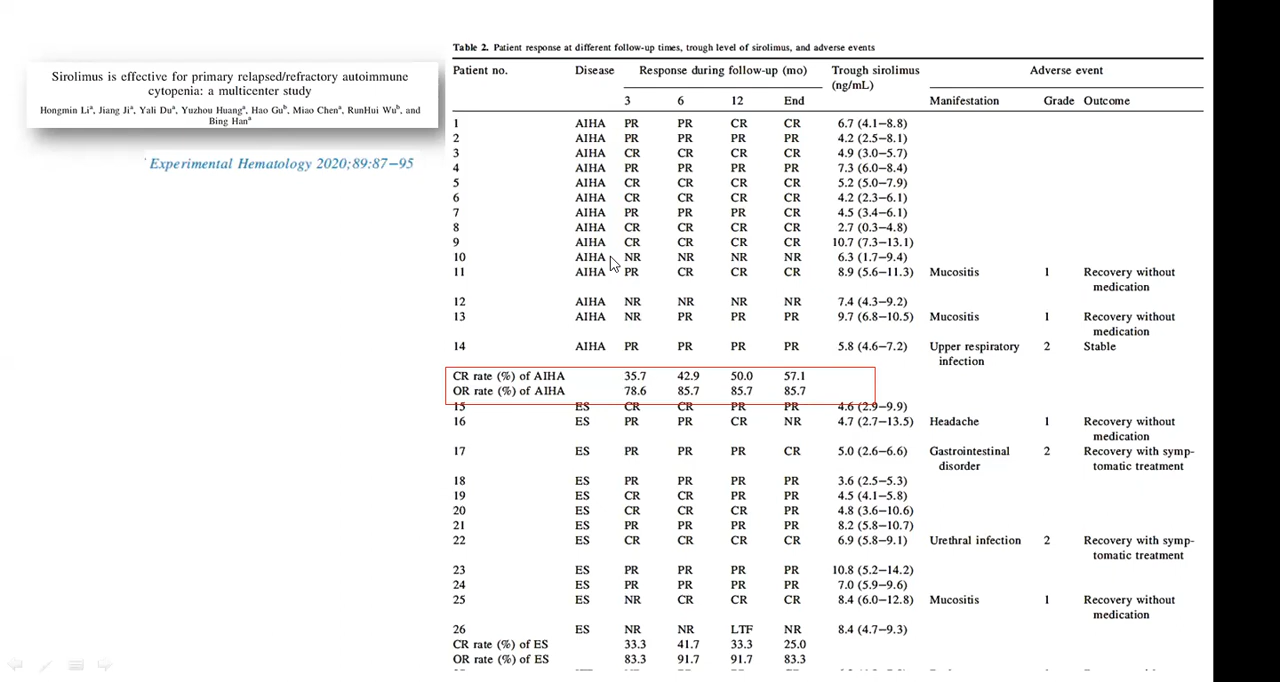 Sirolimus is effective for primary relapsed/refractory autoimmune
cytopenia: a multicenter study
Hongmin Liᵃ, Jiang Jiᵃ, Yali Duᵃ, Yuzhou Huangᵃ, Hao Guᵇ, Miao Chenᵃ, RunHui Wuᵇ, and
Bing Hanᵃ
Experimental Hematology 2020;89:87–95
Table 2. Patient response at different follow-up times, trough level of sirolimus, and adverse events
Patient no. Disease Response during follow-up (mo) Trough sirolimus Adverse event
(ng/mL)
3 6 12 End Manifestation Grade Outcome
1 AIHA PR PR CR CR 6.7 (4.1–8.8)
2 AIHA PR PR PR PR 4.2 (2.5–8.1)
3 AIHA CR CR CR CR 4.9 (3.0–5.7)
4 AIHA PR PR PR PR 7.3 (6.0–8.4)
5 AIHA CR CR CR CR 5.2 (5.0–7.9)
6 AIHA CR CR CR CR 4.2 (2.3–6.1)
7 AIHA PR PR PR CR 4.5 (3.4–6.1)
8 AIHA CR CR CR CR 2.7 (0.3–4.8)
9 AIHA CR CR CR CR 10.7 (7.3–13.1)
10 AIHA NR NR NR NR 6.3 (1.7–9.4)
11 AIHA PR CR CR CR 8.9 (5.6–11.3) Mucositis 1 Recovery without
medication
12 AIHA NR NR NR NR 7.4 (4.3–9.2)
13 AIHA NR PR PR PR 9.7 (6.8–10.5) Mucositis 1 Recovery without
medication
14 AIHA PR PR PR PR 5.8 (4.6–7.2) Upper respiratory 2 Stable
infection
CR rate (%) of AIHA 35.7 42.9 50.0 57.1
OR rate (%) of AIHA 78.6 85.7 85.7 85.7
15 ES CR CR PR PR 4.6 (2.9–9.9)
16 ES PR PR CR NR 4.7 (2.7–13.5) Headache 1 Recovery without
medication
17 ES PR PR PR CR 5.0 (2.6–6.6) Gastrointestinal 2 Recovery with symp-
disorder tomatic treatment
18 ES PR PR PR PR 3.6 (2.5–5.3)
19 ES CR CR PR PR 4.5 (4.1–5.8)
20 ES CR CR CR PR 4.8 (3.6–10.6)
21 ES PR PR PR PR 8.2 (5.8–10.7)
22 ES CR CR CR CR 6.9 (5.8–9.1) Urethral infection 2 Recovery with symp-
tomatic treatment
23 ES PR PR PR PR 10.8 (5.2–14.2)
24 ES PR PR PR PR 7.0 (5.9–9.6)
25 ES NR CR CR CR 8.4 (6.0–12.8) Mucositis 1 Recovery without
medication
26 ES NR NR LTF NR 8.4 (4.7–9.3)
CR rate (%) of ES 33.3 41.7 33.3 25.0
OR rate (%) of ES 83.3 91.7 91.7 83.3